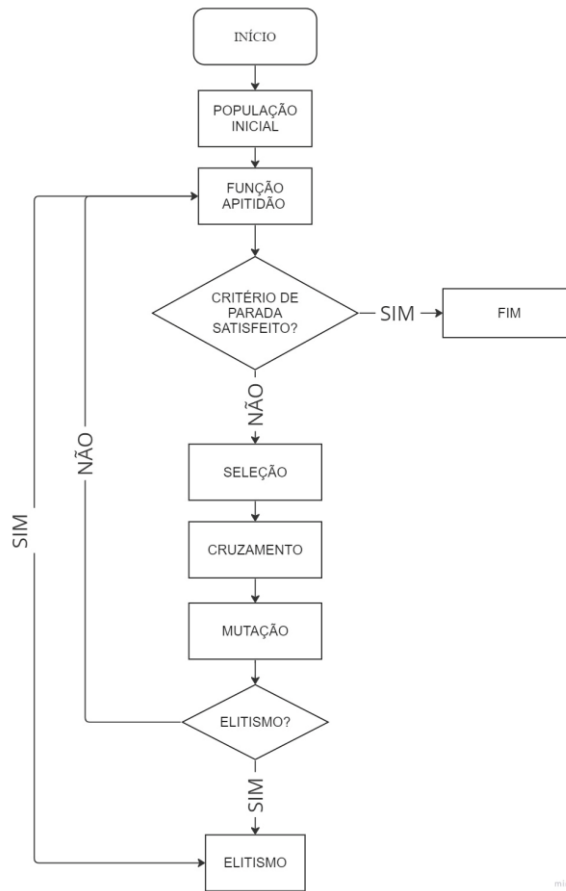 INÍCIO
POPULAÇÃO
INICIAL
FUNÇÃO
APITIDÃO
CRITÉRIO DE
PARADA
SATISFEITO?
SIM
FIM
NÃO
SELEÇÃO
NÃO
SIM
CRUZAMENTO
MUTAÇÃO
ELITISMO?
SIM
ELITISMO